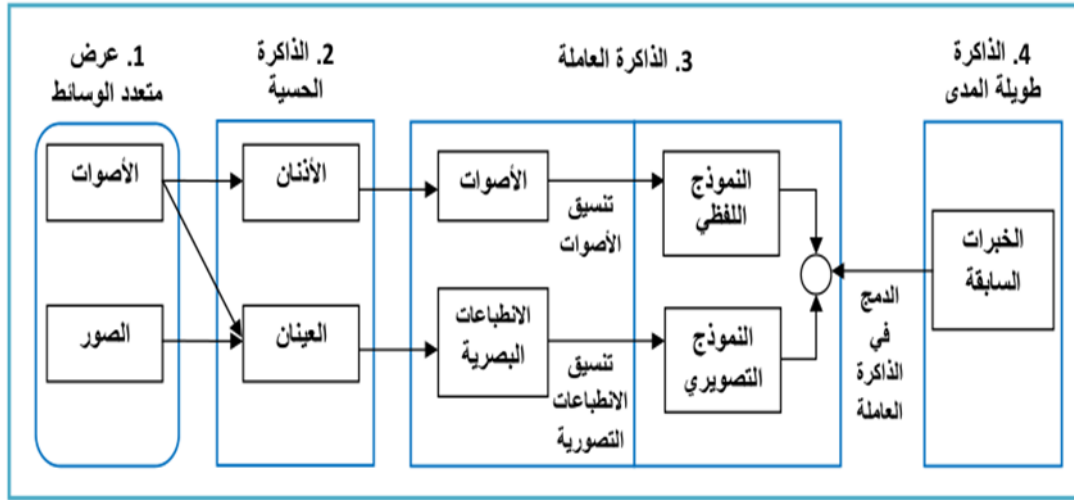 1. عرض
متعدد الوسائط
2. الذاكرة
الحسية
3. الذاكرة العاملة
4. الذاكرة
طويلة المدى
الأصوات
الصور
الأذنان
العينان
الأصوات
تنسيق
الأصوات
الانطباعات
البصرية
تنسيق
الانطباعات
التصورية
النموذج
اللفظي
النموذج
التصويري
الدمج
في
الذاكرة
العاملة
الخبرات
السابقة